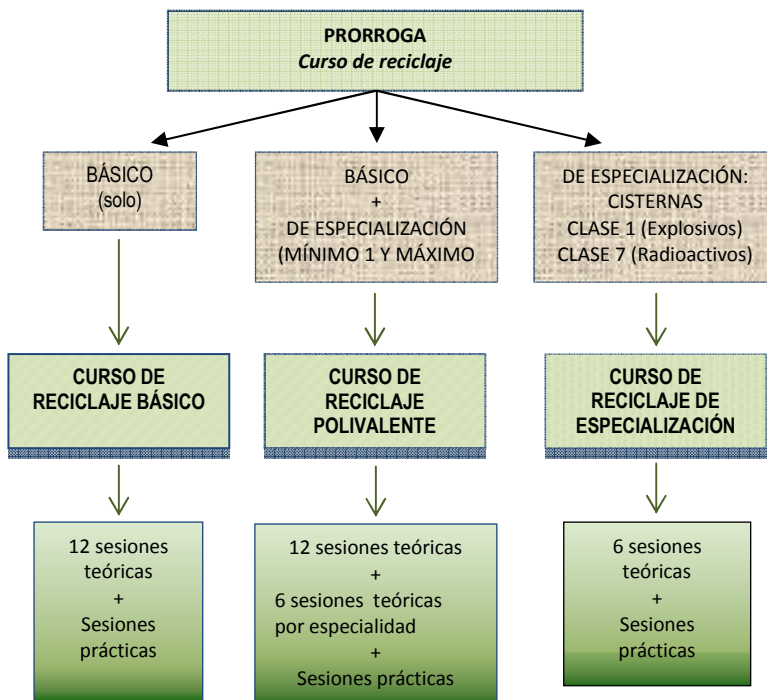 PRORROGA
Curso de reciclaje
BÁSICO
(solo)
BÁSICO
+
DE ESPECIALIZACIÓN
(MÍNIMO 1 Y MÁXIMO
DE ESPECIALIZACIÓN:
CISTERNAS
CLASE 1 (Explosivos)
CLASE 7 (Radioactivos)
CURSO DE
RECICLAJE BÁSICO
CURSO DE
RECICLAJE
POLIVALENTE
CURSO DE
RECICLAJE DE
ESPECIALIZACIÓN
12 sesiones
teóricas
+
Sesiones
prácticas
12 sesiones teóricas
+
6 sesiones teóricas
por especialidad
+
Sesiones prácticas
6 sesiones
teóricas
+
Sesiones
prácticas